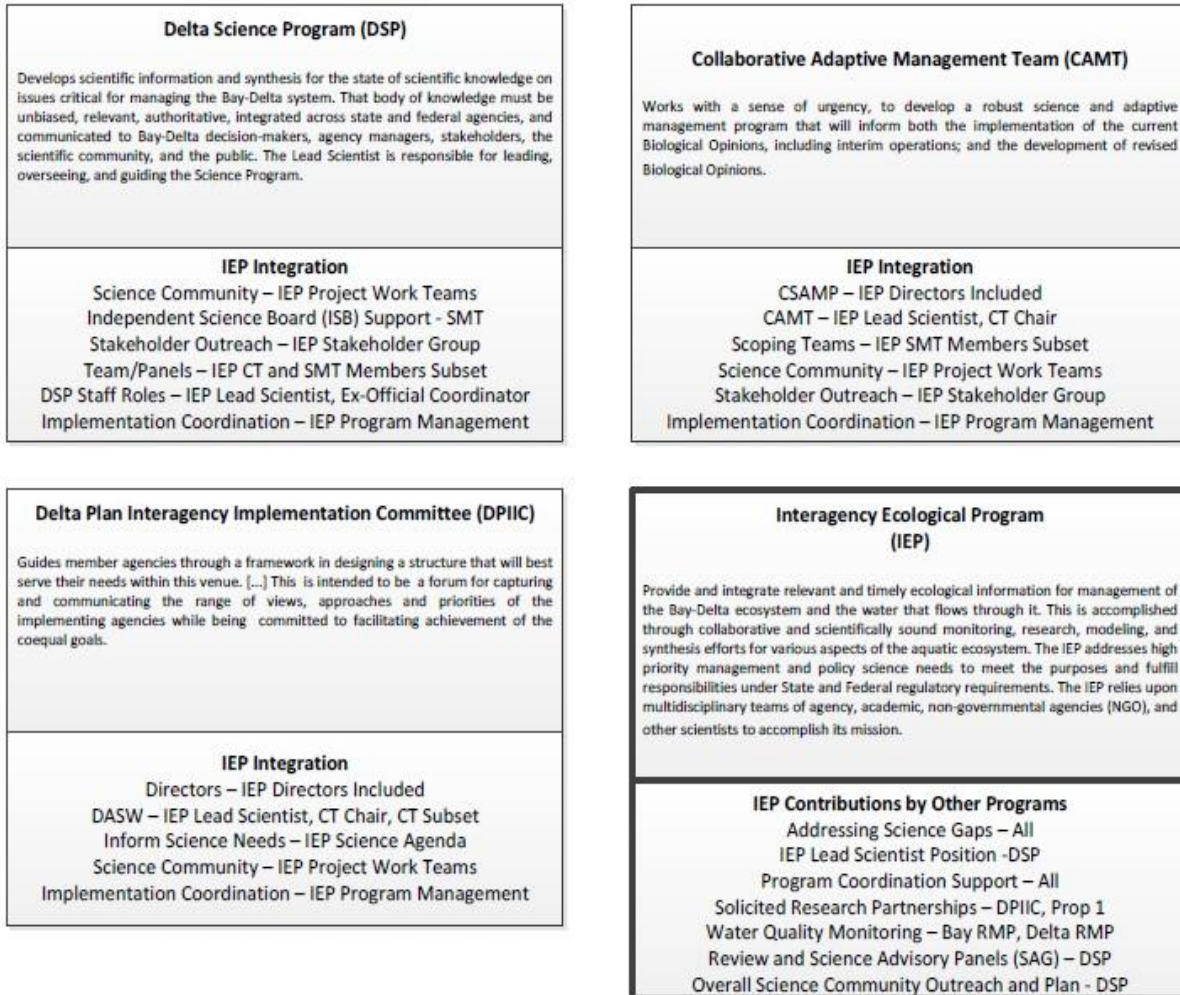 Delta Science Program (DSP)
Develops scientific information and synthesis for the state of scientific knowledge on
issues critical for managing the Bay-Delta system. That body of knowledge must be
unbiased, relevant, authoritative, integrated across state and federal agencies, and
communicated to Bay-Delta decision-makers, agency managers, stakeholders, the
scientific community, and the public. The Lead Scientist is responsible for leading,
overseeing, and guiding the Science Program.
IEP Integration
Science Community – IEP Project Work Teams
Independent Science Board (ISB) Support - SMT
Stakeholder Outreach – IEP Stakeholder Group
Team/Panels – IEP CT and SMT Members Subset
DSP Staff Roles – IEP Lead Scientist, Ex-Official Coordinator
Implementation Coordination – IEP Program Management
Collaborative Adaptive Management Team (CAMT)
Works with a sense of urgency, to develop a robust science and adaptive
management program that will inform both the implementation of the current
Biological Opinions, including interim operations; and the development of revised
Biological Opinions.
IEP Integration
CSAMP – IEP Directors Included
CAMT – IEP Lead Scientist, CT Chair
Scoping Teams – IEP SMT Members Subset
Science Community – IEP Project Work Teams
Stakeholder Outreach – IEP Stakeholder Group
Implementation Coordination – IEP Program Management
Delta Plan Interagency Implementation Committee (DPIIC)
Guides member agencies through a framework in designing a structure that will best
serve their needs within this venue. [...] This is intended to be a forum for capturing
and communicating the range of views, approaches and priorities of the
implementing agencies while being committed to facilitating achievement of the
coequal goals.
IEP Integration
Directors – IEP Directors Included
DASW – IEP Lead Scientist, CT Chair, CT Subset
Inform Science Needs – IEP Science Agenda
Science Community – IEP Project Work Teams
Implementation Coordination – IEP Program Management
Interagency Ecological Program
(IEP)
Provide and integrate relevant and timely ecological information for management of
the Bay-Delta ecosystem and the water that flows through it. This is accomplished
through collaborative and scientifically sound monitoring, research, modeling, and
synthesis efforts for various aspects of the aquatic ecosystem. The IEP addresses high
priority management and policy science needs to meet the purposes and fulfill
responsibilities under State and Federal regulatory requirements. The IEP relies upon
multidisciplinary teams of agency, academic, non-governmental agencies (NGO), and
other scientists to accomplish its mission.
IEP Contributions by Other Programs
Addressing Science Gaps – All
IEP Lead Scientist Position -DSP
Program Coordination Support – All
Solicited Research Partnerships – DPIIC, Prop 1
Water Quality Monitoring – Bay RMP, Delta RMP
Review and Science Advisory Panels (SAG) – DSP
Overall Science Community Outreach and Plan - DSP